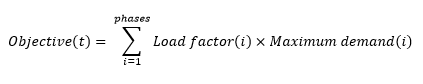 phases
Objective(t) = ∑ Load factor(i) × Maximum demand(i)
i=1